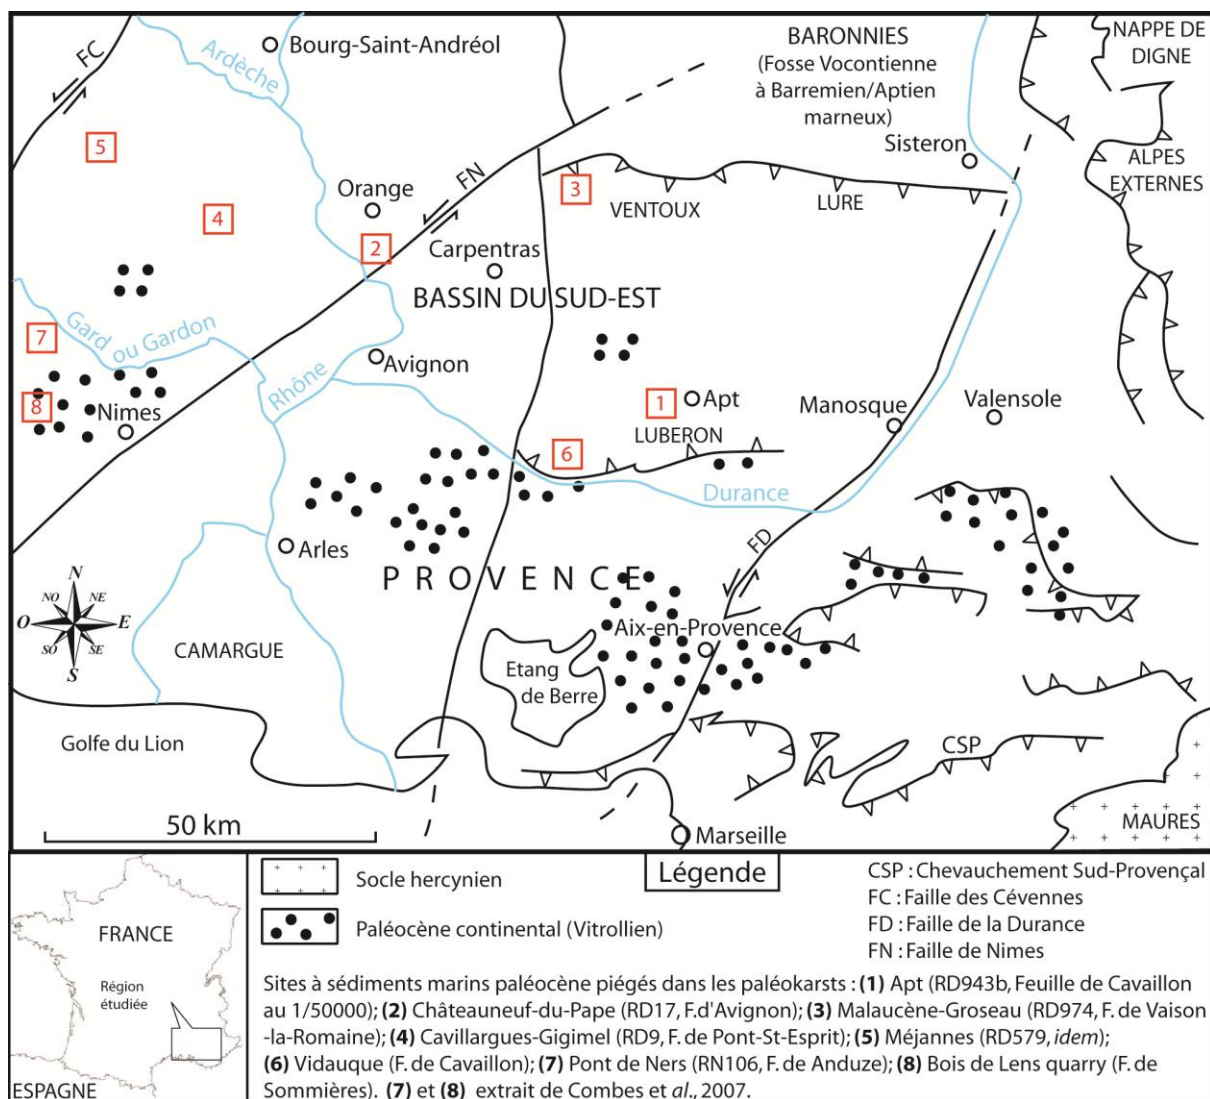 FC
Ardèche
Bourg-Saint-Andréol
BARONNIES
(Fosse Vocontienne
à Barremien/Aptien
marneux)
NAPPE DE
DIGNE
Sisteron
ALPES
EXTERNES
5
4
Orange
2
FN
3
VENTOUX
LURE
Carpentras
BASSIN DU SUD-EST
7
Gard
ou Gardon
Rhône
Avignon
8
Nimes
1
Apt
LUBERON
Manosque
Valensole
6
Durance
Arles
PROVENCE
FD
N
NO
NE
O
E
SO
SE
S
CAMARGUE
Aix-en-Provence
Etang
de Berre
Golfe du Lion
CSP
50 km
Marseille
MAURES
FRANCE
Région
étudiée
ESPAGNE
Légende
Socle hercynien
Paléocène continental (Vitrollien)
CSP : Chevauchement Sud-Provençal
FC : Faille des Cévennes
FD : Faille de la Durance
FN : Faille de Nimes
Sites à sédiments marins paléocène piégés dans les paléokarsts : (1) Apt (RD943b, Feuille de Cavaillon
au 1/50000); (2) Châteauneuf-du-Pape (RD17, F.d'Avignon); (3) Malaucène-Groseau (RD974, F. de Vaison
-la-Romaine); (4) Cavillargues-Gigimel (RD9, F. de Pont-St-Esprit); (5) Méjannes (RD579, idem);
(6) Vidauque (F. de Cavaillon); (7) Pont de Ners (RN106, F. de Anduze); (8) Bois de Lens quarry (F. de
Sommières). (7) et (8) extrait de Combes et al., 2007.